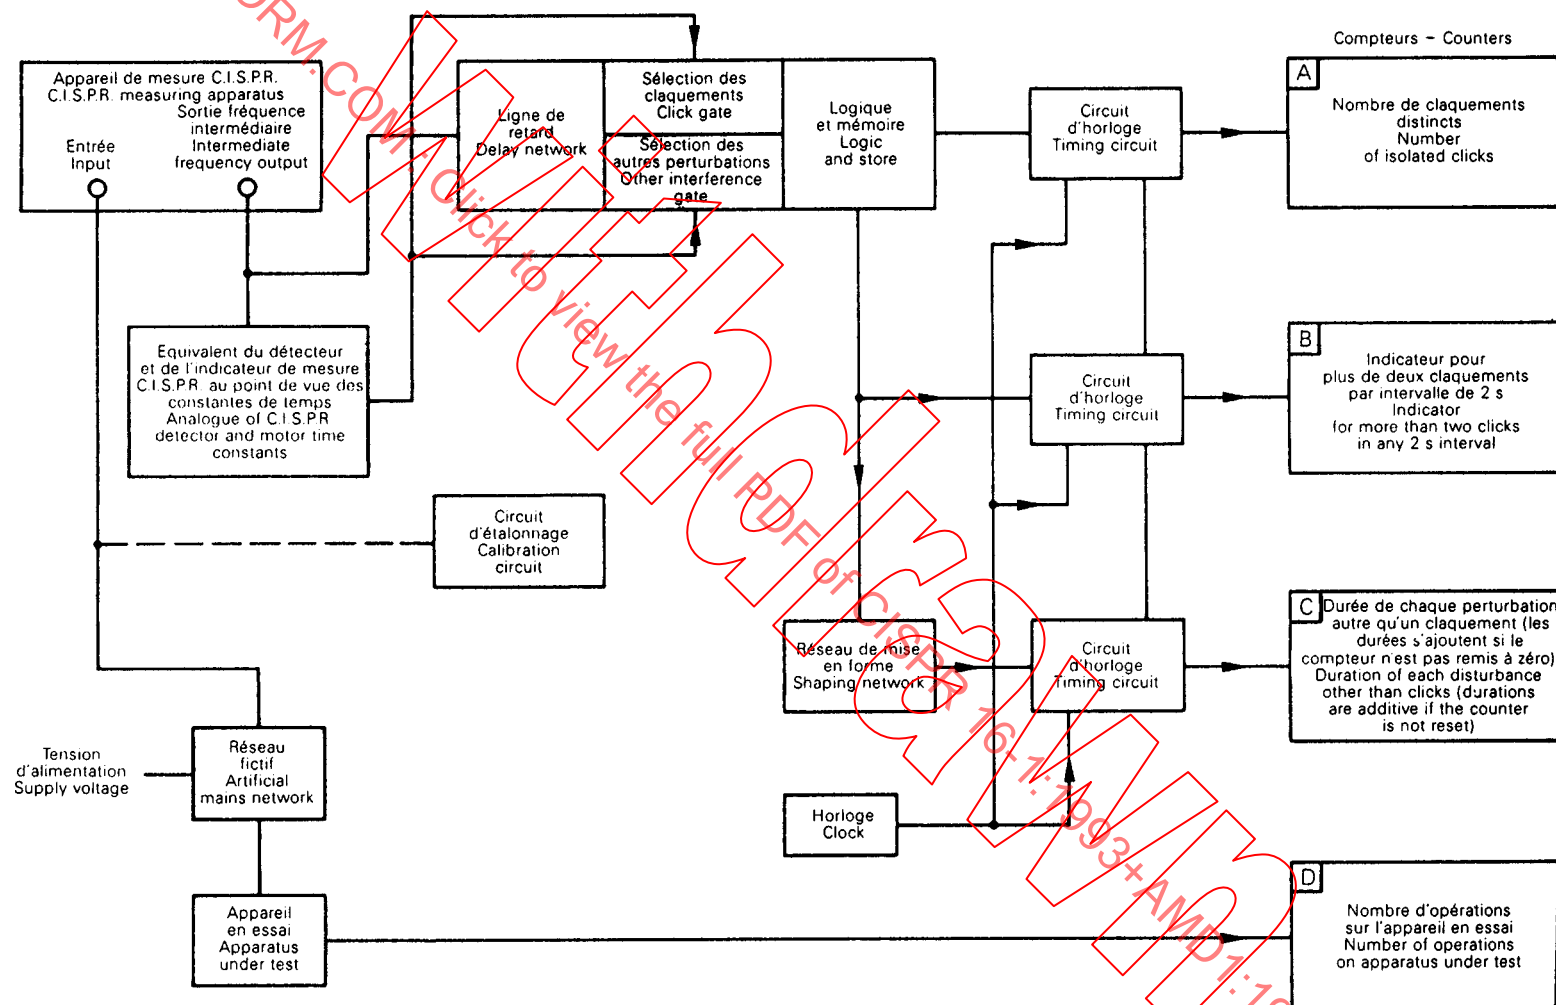 Compteurs – Counters
Appareil de mesure C.I.S.P.R.
C.I.S.P.R. measuring apparatus
Sortie fréquence
intermédiaire
Intermediate
frequency output
Entrée
Input
Ligne de
retard
Delay network
Sélection des
claquements
Click gate
Sélection des
autres perturbations
Other interference
gate
Logique
et mémoire
Logic
and store
Circuit
d'horloge
Timing circuit
A
Nombre de claquements
distincts
Number
of isolated clicks
Equivalent du détecteur
et de l'indicateur de mesure
C.I.S.P.R. au point de vue des
constantes de temps
Analogue of C.I.S.P.R
detector and motor time
constants
Circuit
d'horloge
Timing circuit
B
Indicateur pour
plus de deux claquements
par intervalle de 2 s
Indicator
for more than two clicks
in any 2 s interval
Circuit
d'étalonnage
Calibration
circuit
Réseau de mise
en forme
Shaping network
Circuit
d'horloge
Timing circuit
C
Durée de chaque perturbation
autre qu'un claquement (les
durées s'ajoutent si le
compteur n'est pas remis à zéro)
Duration of each disturbance
other than clicks (durations
are additive if the counter
is not reset)
Tension
d'alimentation
Supply voltage
Réseau
fictif
Artificial
mains network
Horloge
Clock
Appareil
en essai
Apparatus
under test
D
Nombre d'opérations
sur l'appareil en essai
Number of operations
on apparatus under test
ORM.COM : Click to view the full PDF of CISPR 16-1:1993+AMD1:19
Withdrawn